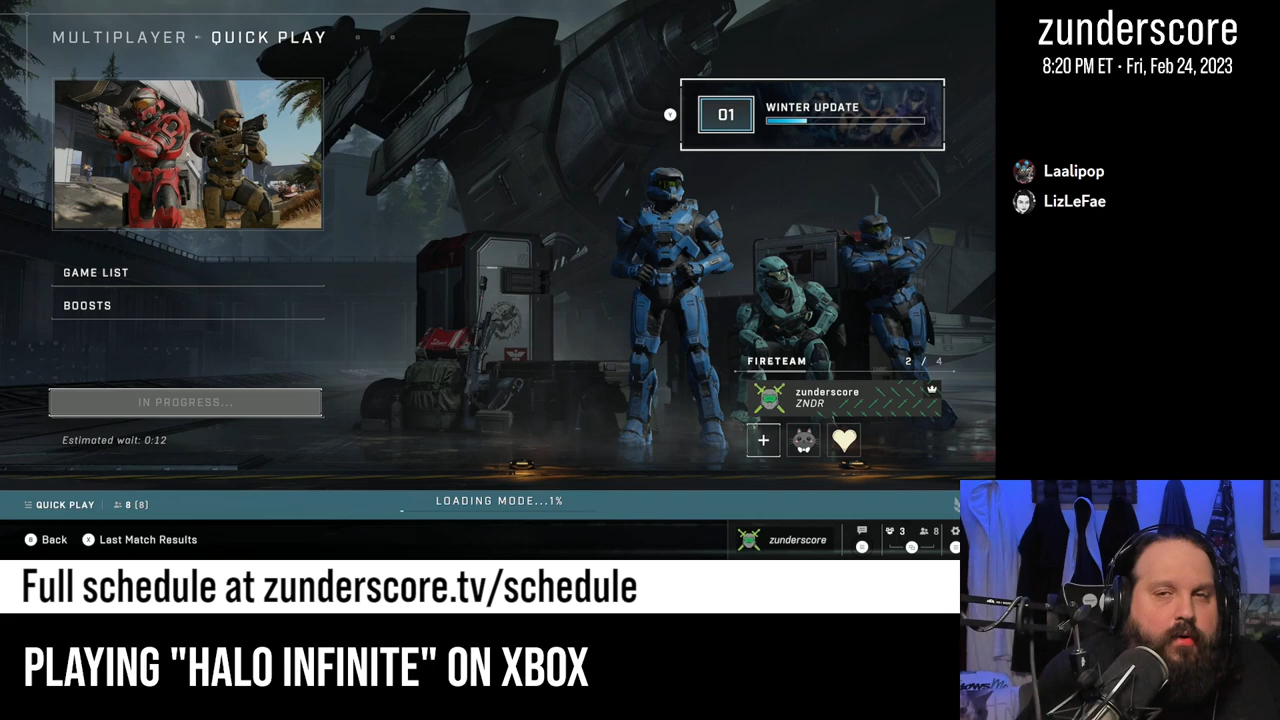 MULTIPLAYER - QUICK PLAY
zunderscore
8:20 PM ET · Fri, Feb 24, 2023
01
WINTER UPDATE
Y
Laalipop
LizLeFae
GAME LIST
BOOSTS
FIRETEAM 2 / 4
zunderscore
ZNDR
IN PROGRESS...
Estimated wait: 0:12
+
LOADING MODE...1%
QUICK PLAY 8 (8)
B Back X Last Match Results
zunderscore 3 8
Full schedule at zunderscore.tv/schedule
PLAYING "HALO INFINITE" ON XBOX